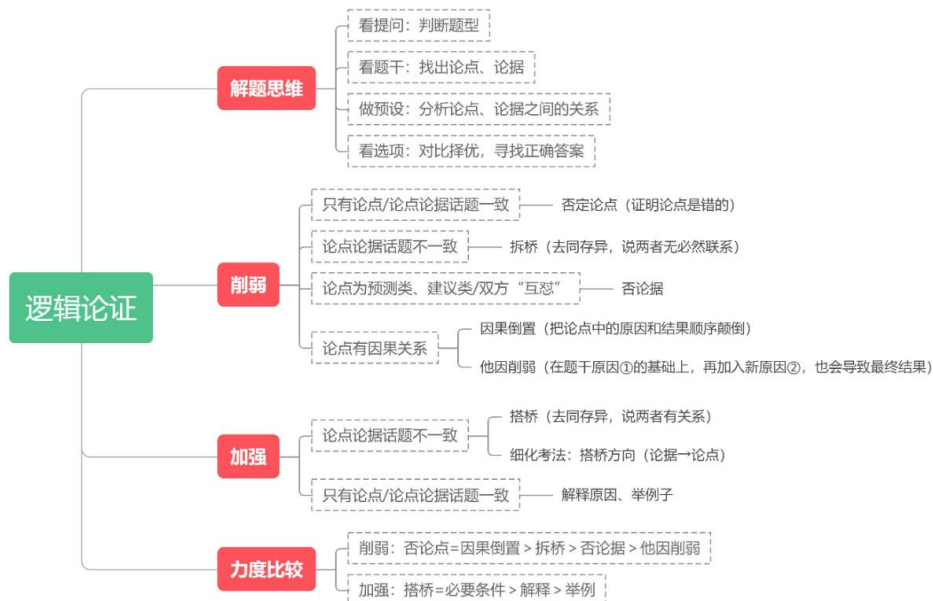 逻辑论证
解题思维
看提问：判断题型
看题干：找出论点、论据
做预设：分析论点、论据之间的关系
看选项：对比择优，寻找正确答案
削弱
只有论点/论点论据话题一致
否定论点（证明论点是错的）
论点论据话题不一致
拆桥（去同存异，说两者无必然联系）
论点为预测类、建议类/双方“互怼”
否论据
论点有因果关系
因果倒置（把论点中的原因和结果顺序颠倒）
他因削弱（在题干原因①的基础上，再加入新原因②，也会导致最终结果）
加强
论点论据话题不一致
搭桥（去同存异，说两者有关系）
细化考法：搭桥方向（论据→论点）
只有论点/论点论据话题一致
解释原因、举例子
力度比较
削弱：否论点=因果倒置>拆桥>否论据>他因削弱
加强：搭桥=必要条件>解释>举例